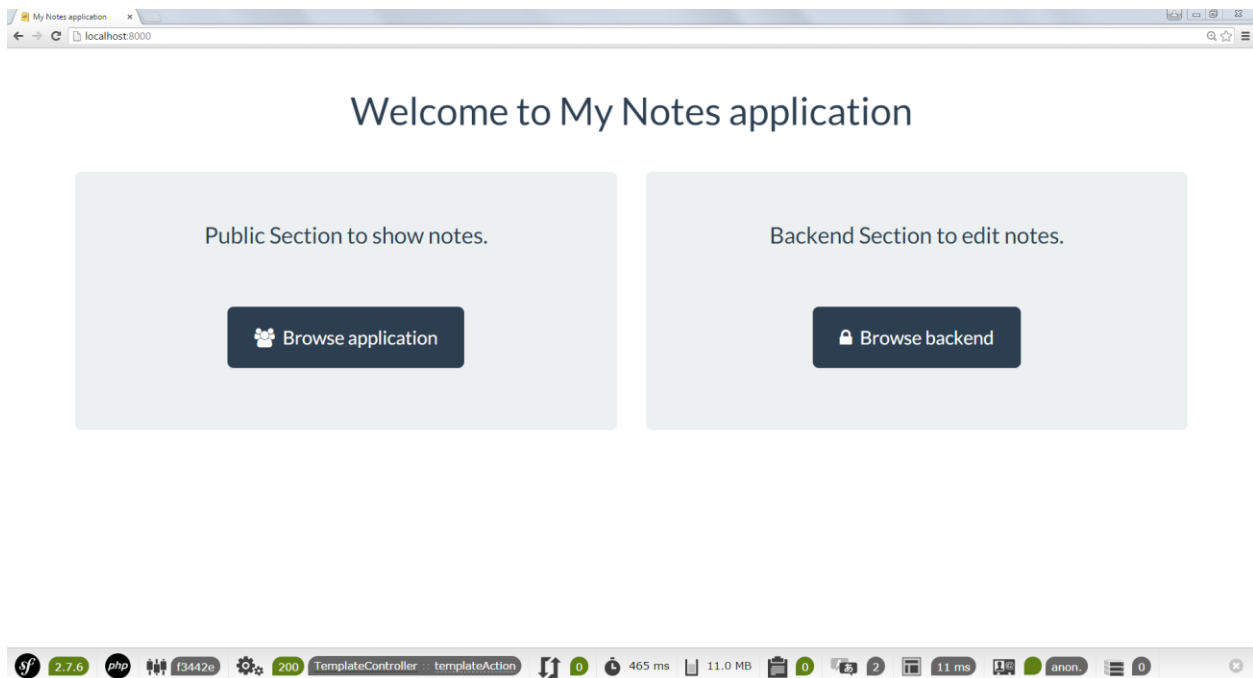 My Notes application
localhost:8000
Welcome to My Notes application
Public Section to show notes.
Backend Section to edit notes.
Browse application
Browse backend
sf 2.7.6 php f3442e 200 TemplateController :: templateAction 0 465 ms 11.0 MB 0 あ 2 11 ms anon. 0